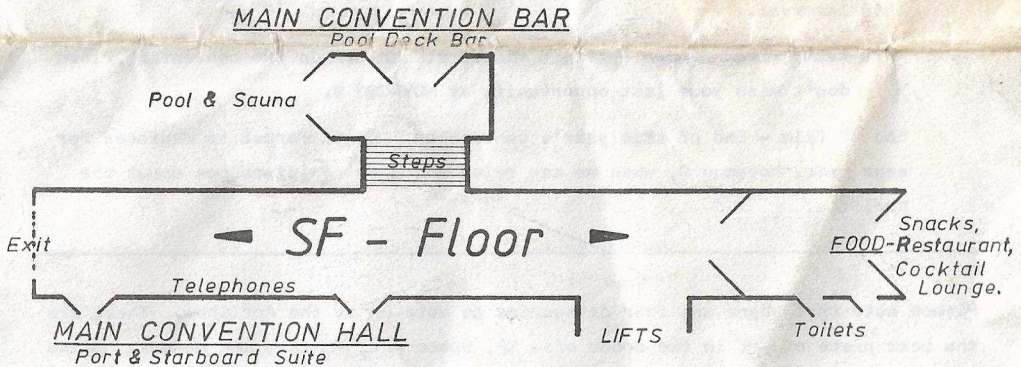 MAIN CONVENTION BAR
Pool Deck Bar
Pool & Sauna
Steps
Exit
SF - Floor
Snacks,
FOOD-Restaurant,
Cocktail
Lounge.
Telephones
MAIN CONVENTION HALL
Port & Starboard Suite
LIFTS
Toilets